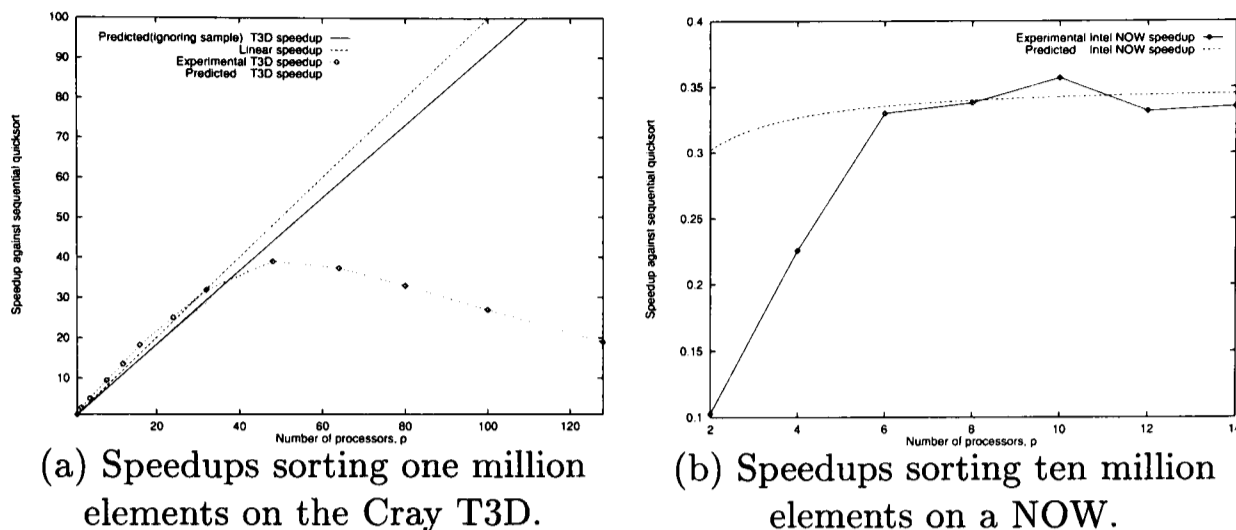 Predicted(ignoring sample) T3D speedup
Linear speedup
Experimental T3D speedup
Predicted T3D speedup
Speedup against sequential quicksort
100
90
80
70
60
50
40
30
20
10
20
40
60
80
100
120
Number of processors, p
(a) Speedups sorting one million
elements on the Cray T3D.
Experimental Intel NOW speedup
Predicted Intel NOW speedup
Speedup against sequential quicksort
0.4
0.35
0.3
0.25
0.2
0.15
0.1
2
4
6
8
10
12
14
Number of processors, p
(b) Speedups sorting ten million
elements on a NOW.